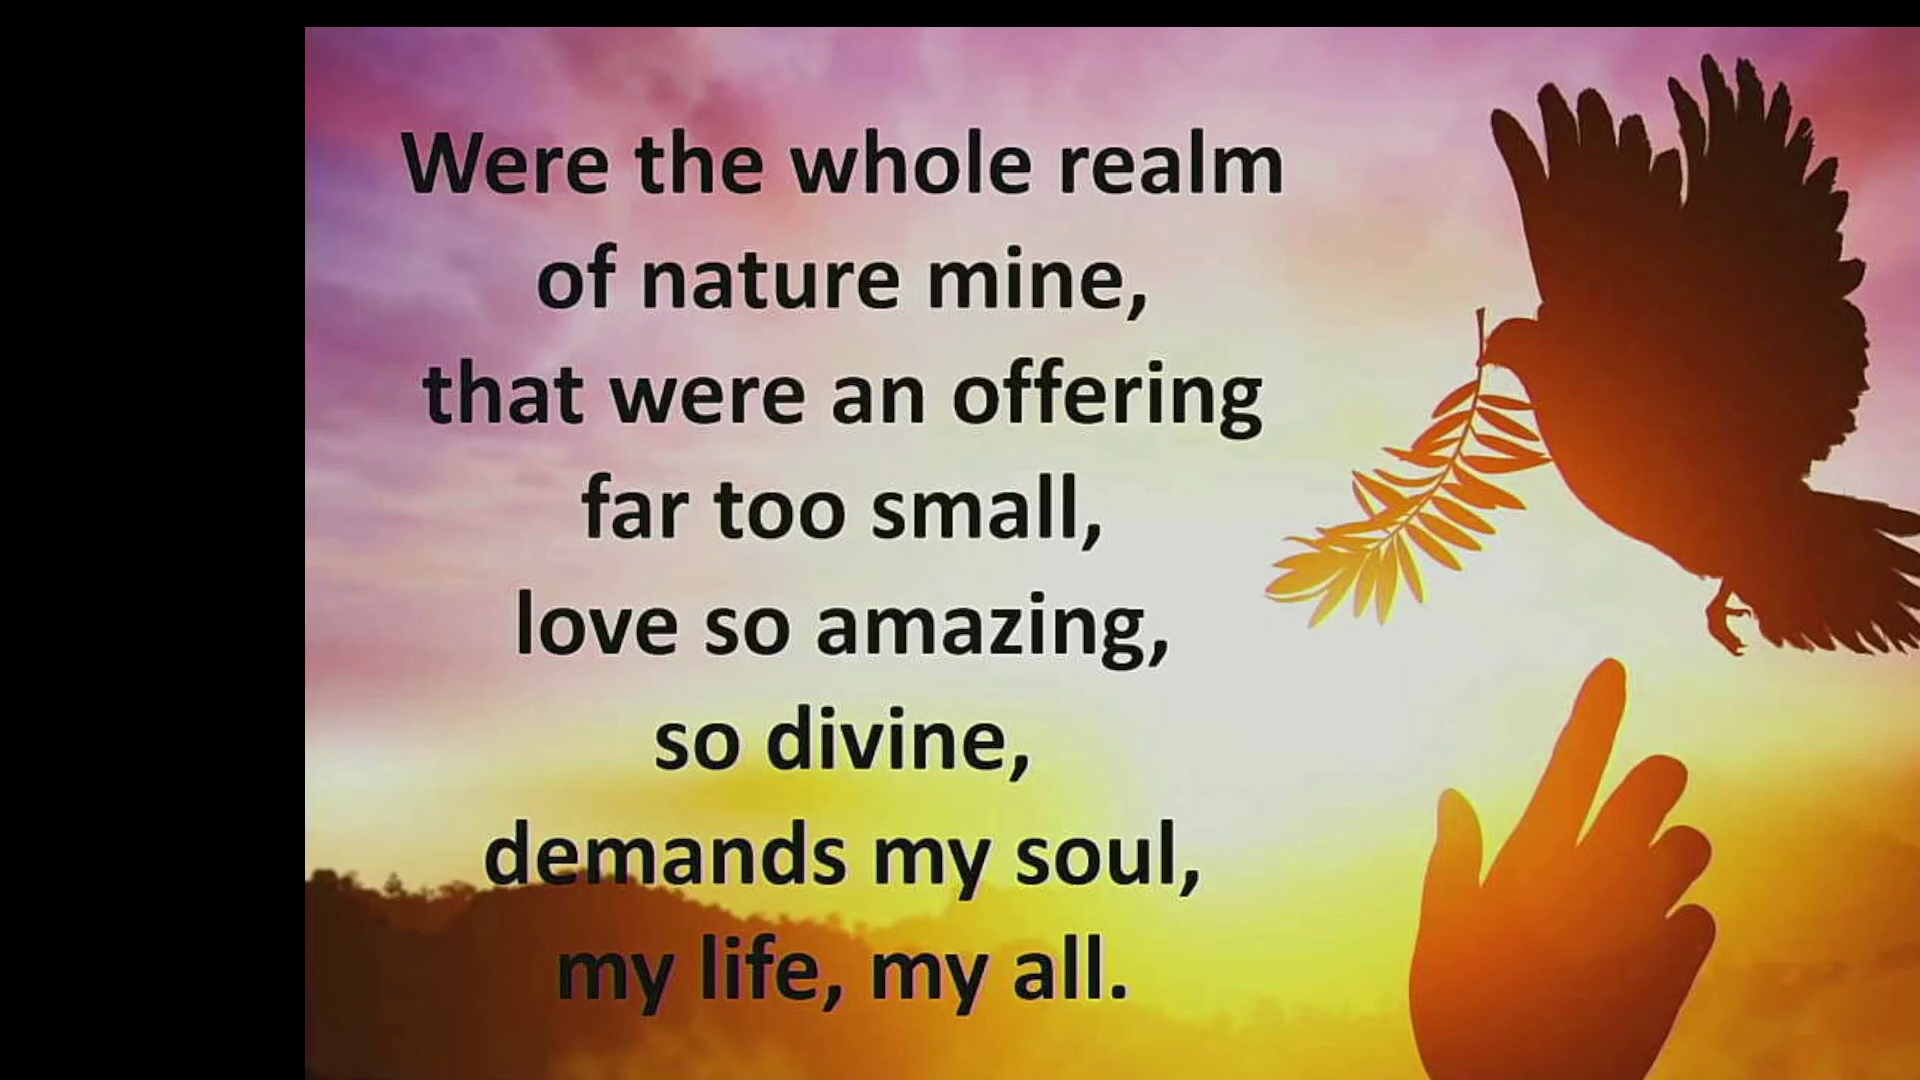 Were the whole realm
of nature mine,
that were an offering
far too small,
love so amazing,
so divine,
demands my soul,
my life, my all.